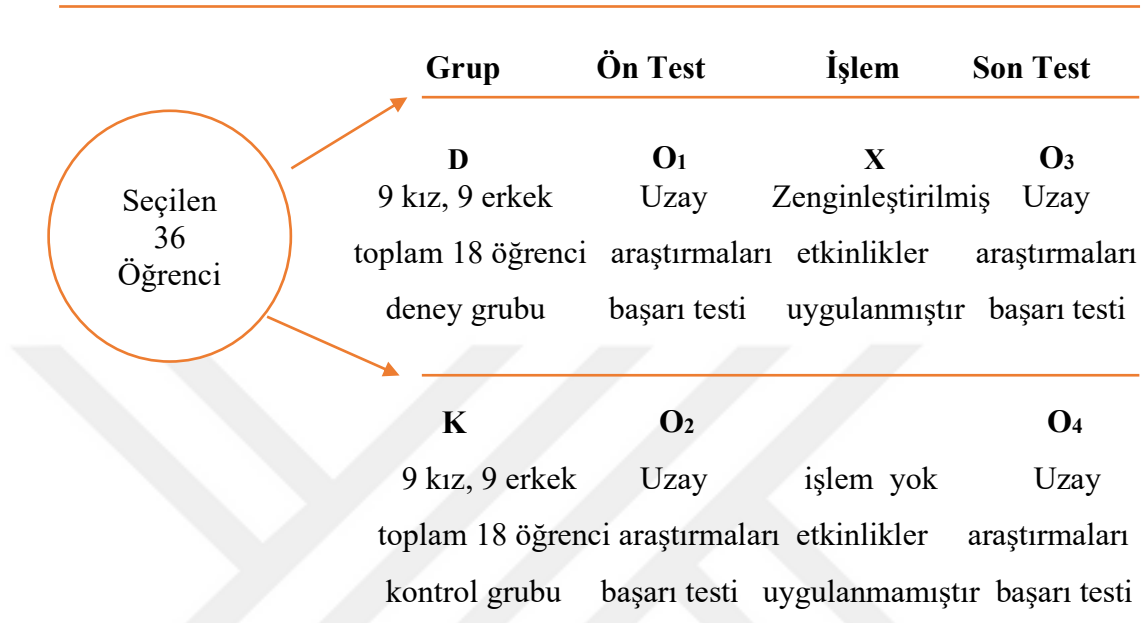 Grup Ön Test İşlem Son Test
Seçilen
36
Öğrenci
D O1 X O3
9 kız, 9 erkek Uzay Zenginleştirilmiş Uzay
toplam 18 öğrenci araştırmaları etkinlikler araştırmaları
deney grubu başarı testi uygulanmıştır başarı testi
K O2 O4
9 kız, 9 erkek Uzay işlem yok Uzay
toplam 18 öğrenci araştırmaları etkinlikler araştırmaları
kontrol grubu başarı testi uygulanmamıştır başarı testi